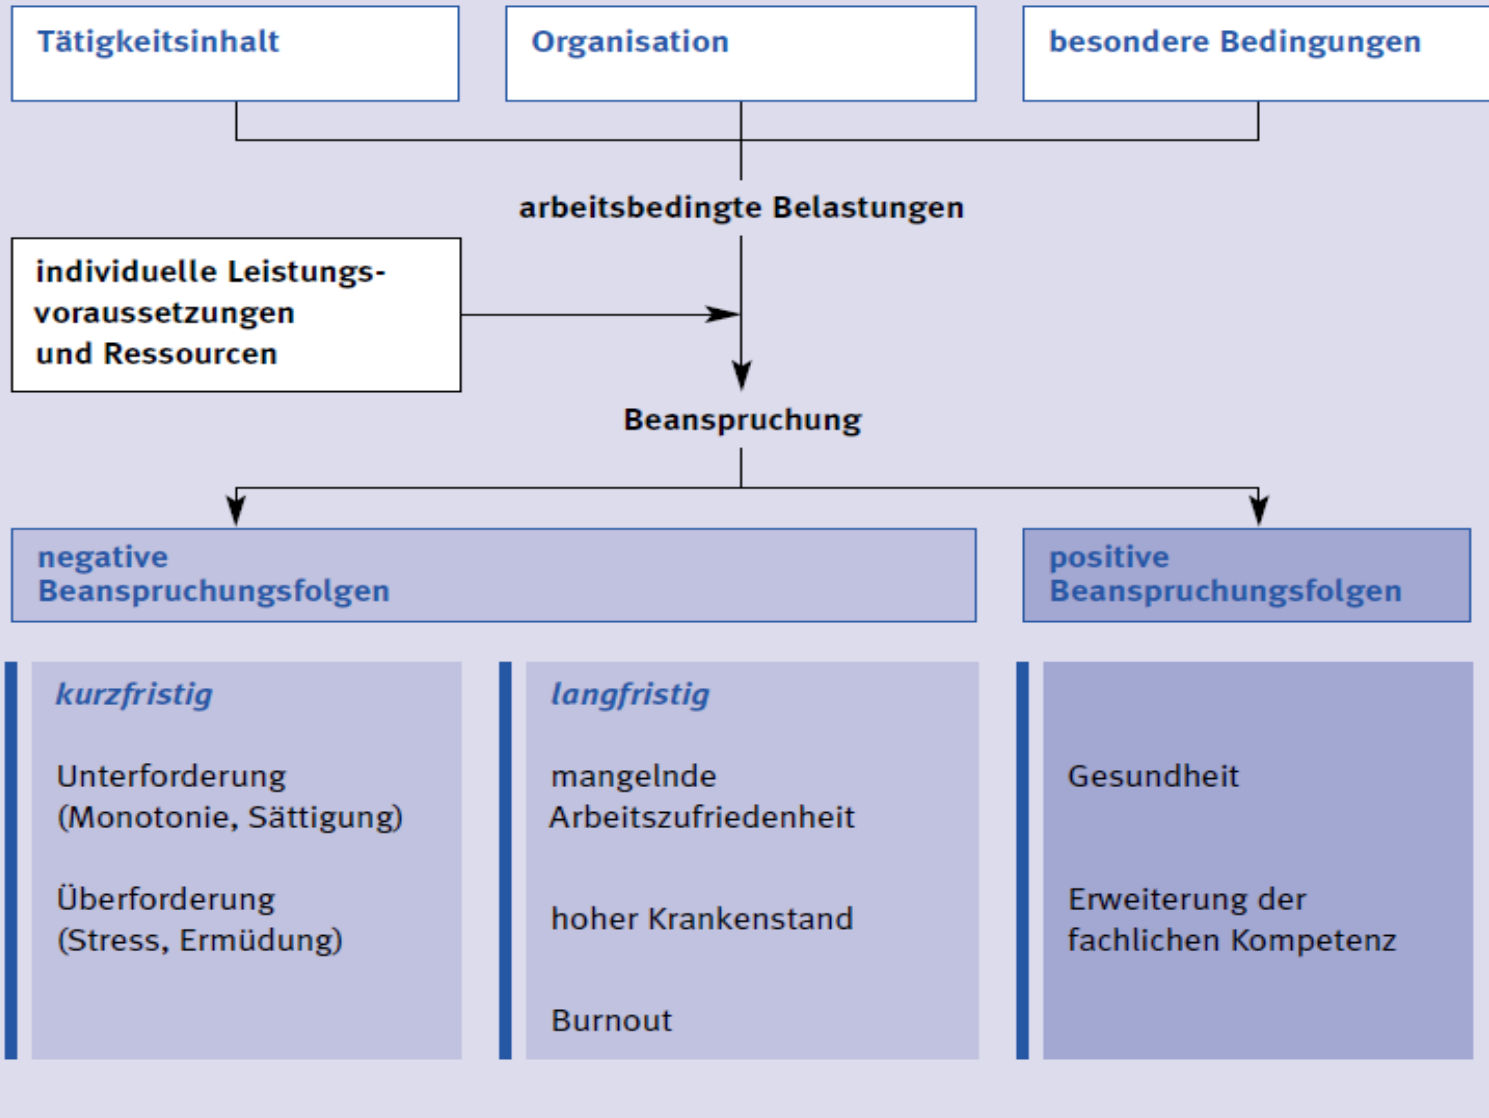 Tätigkeitsinhalt
Organisation
besondere Bedingungen
arbeitsbedingte Belastungen
individuelle Leistungs-
voraussetzungen
und Ressourcen
Beanspruchung
negative
Beanspruchungsfolgen
positive
Beanspruchungsfolgen
kurzfristig
Unterforderung
(Monotonie, Sättigung)
Überforderung
(Stress, Ermüdung)
langfristig
mangelnde
Arbeitszufriedenheit
hoher Krankenstand
Burnout
Gesundheit
Erweiterung der
fachlichen Kompetenz